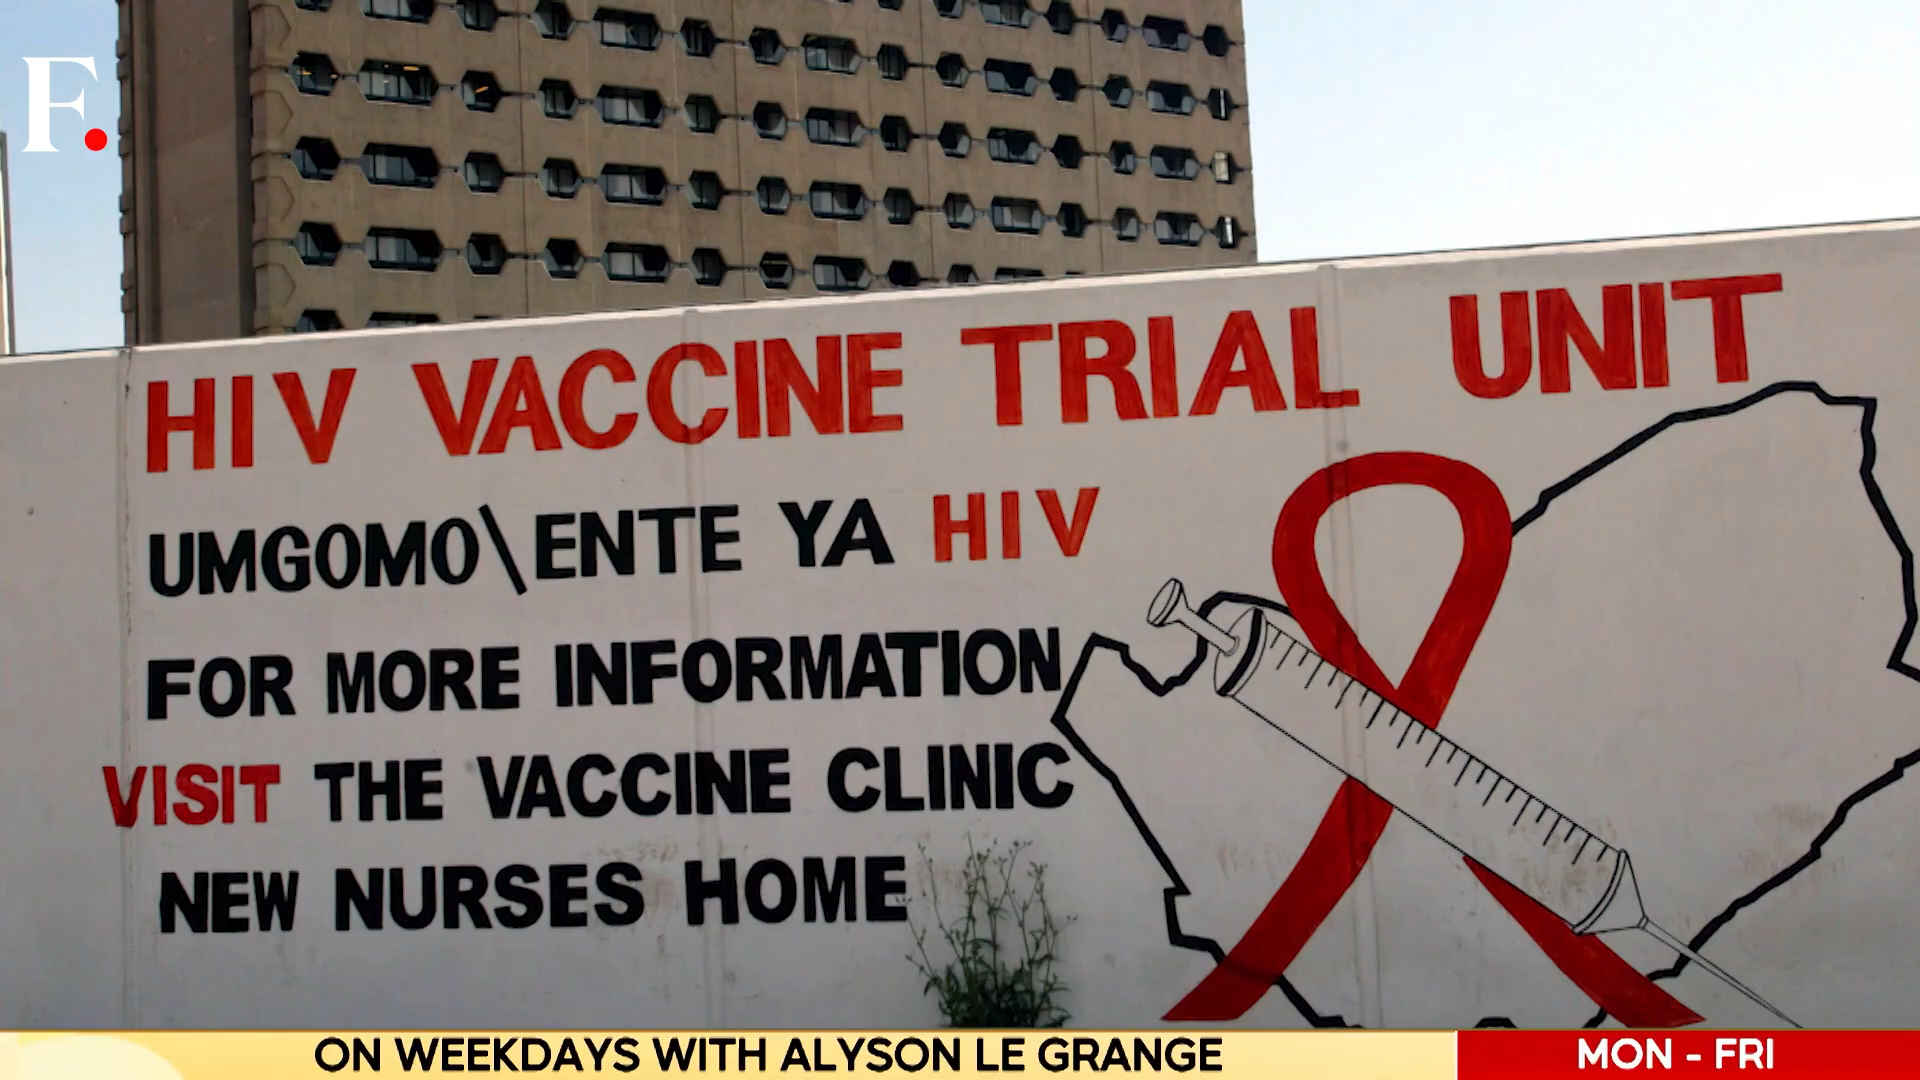 F.
HIV VACCINE TRIAL UNIT
UMGOMO\ENTE YA HIV
FOR MORE INFORMATION
VISIT THE VACCINE CLINIC
NEW NURSES HOME
ON WEEKDAYS WITH ALYSON LE GRANGE
MON - FRI